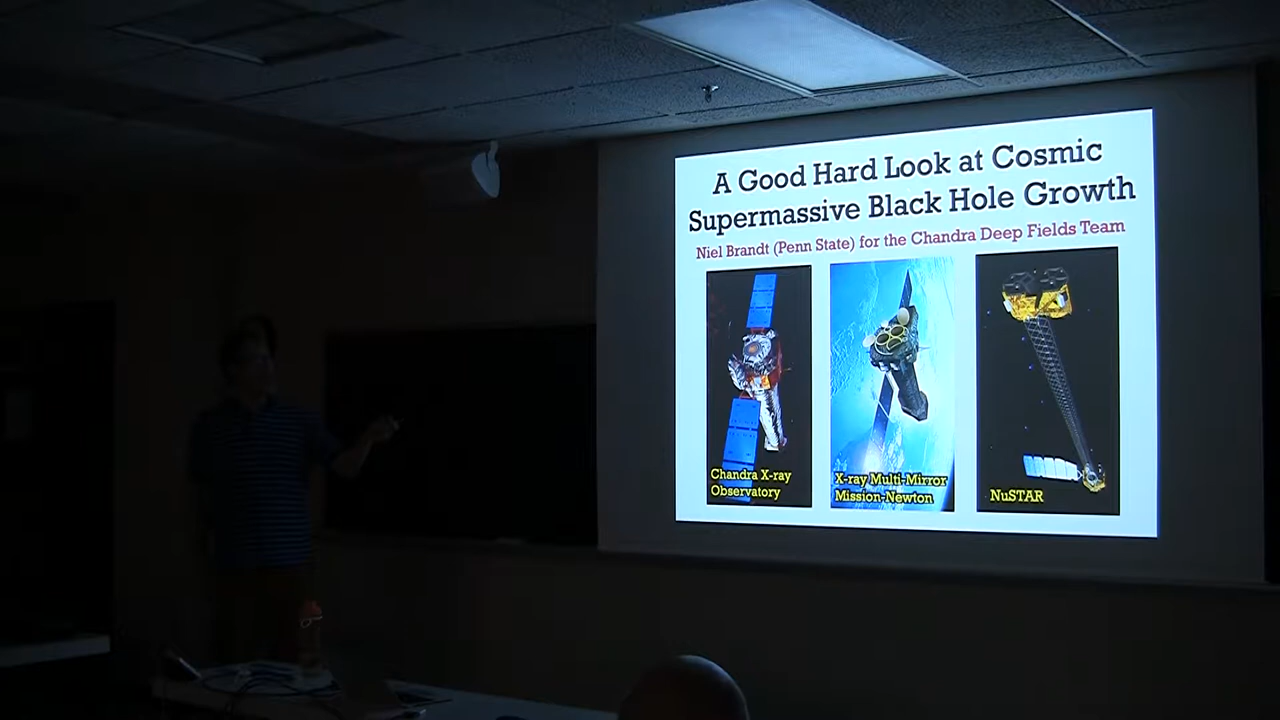 A Good Hard Look at Cosmic
Supermassive Black Hole Growth
Niel Brandt (Penn State) for the Chandra Deep Fields Team
Chandra X-ray
Observatory
X-ray Multi-Mirror
Mission-Newton
NuSTAR